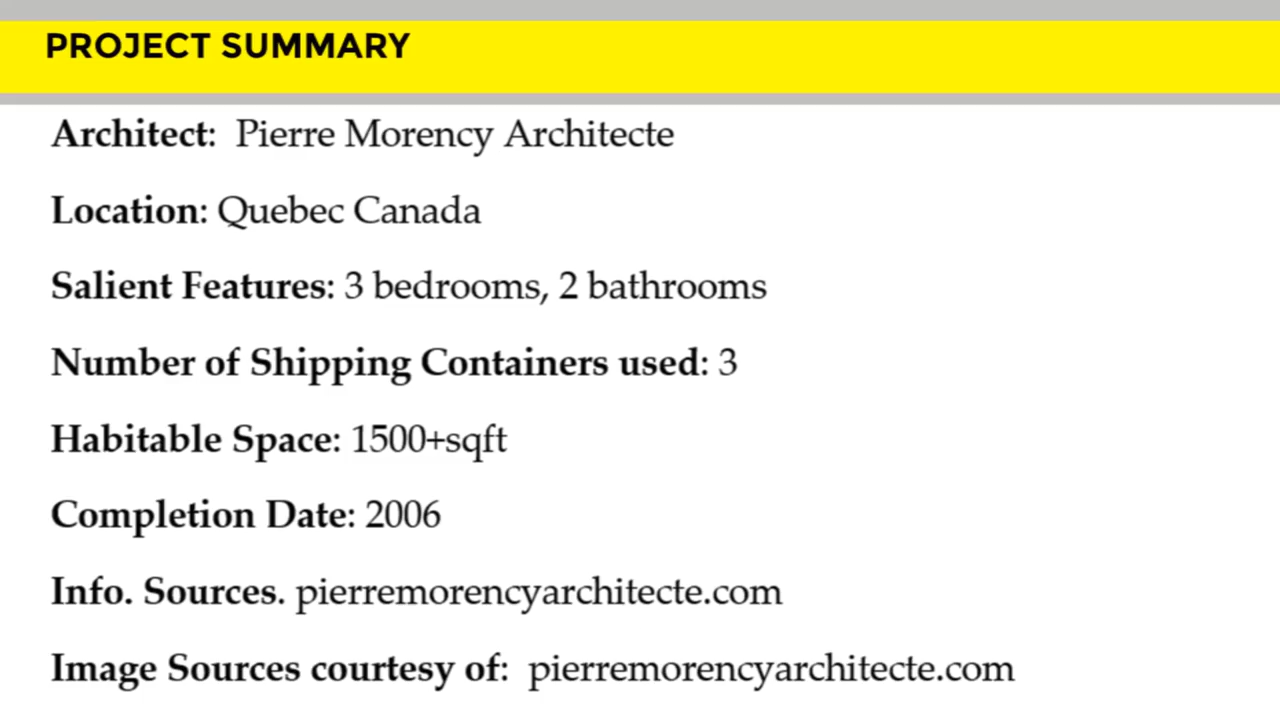 PROJECT SUMMARY
Architect: Pierre Morency Architecte
Location: Quebec Canada
Salient Features: 3 bedrooms, 2 bathrooms
Number of Shipping Containers used: 3
Habitable Space: 1500+sqft
Completion Date: 2006
Info. Sources. pierremorencyarchitecte.com
Image Sources courtesy of: pierremorencyarchitecte.com